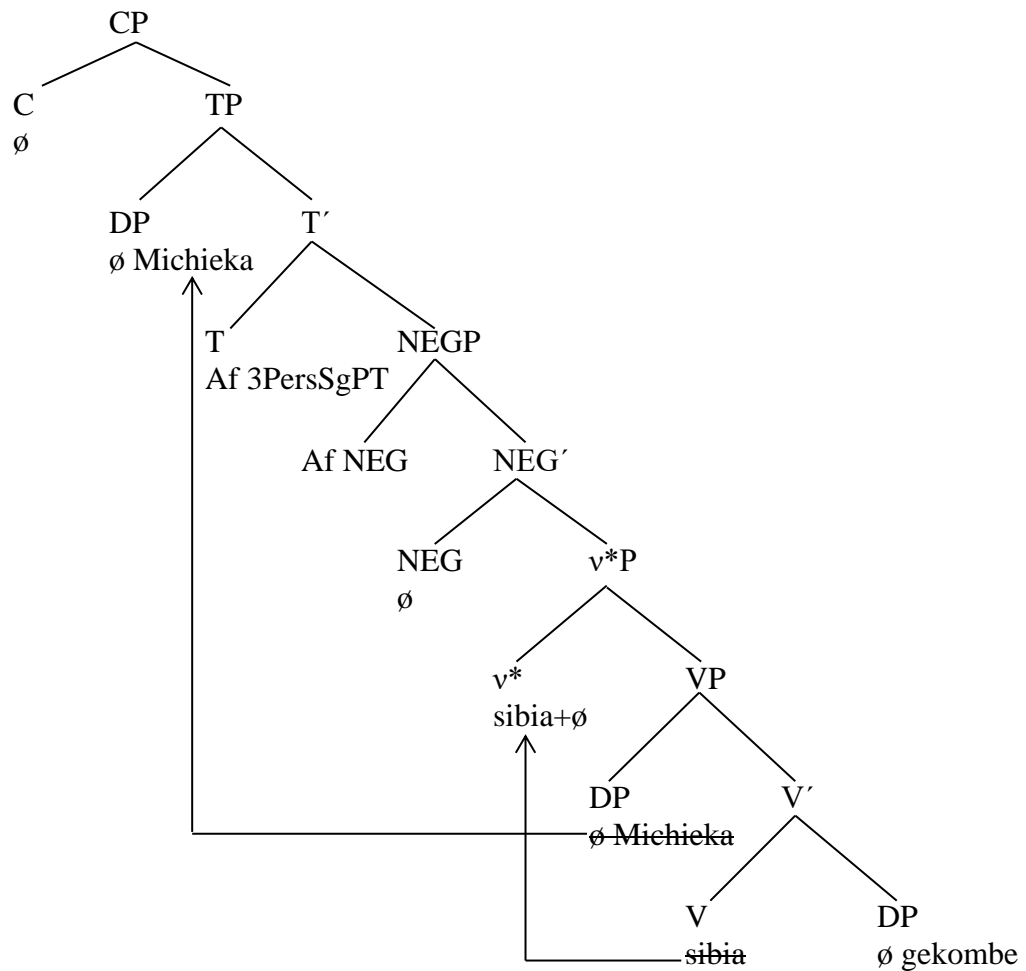 CP
C TP
ø
DP T´
ø Michieka
T NEGP
Af 3PersSgPT
Af NEG NEG´
NEG ν*P
ø
ν* VP
sibia+ø
DP V´
ø Michieka
V DP
sibia ø gekombe